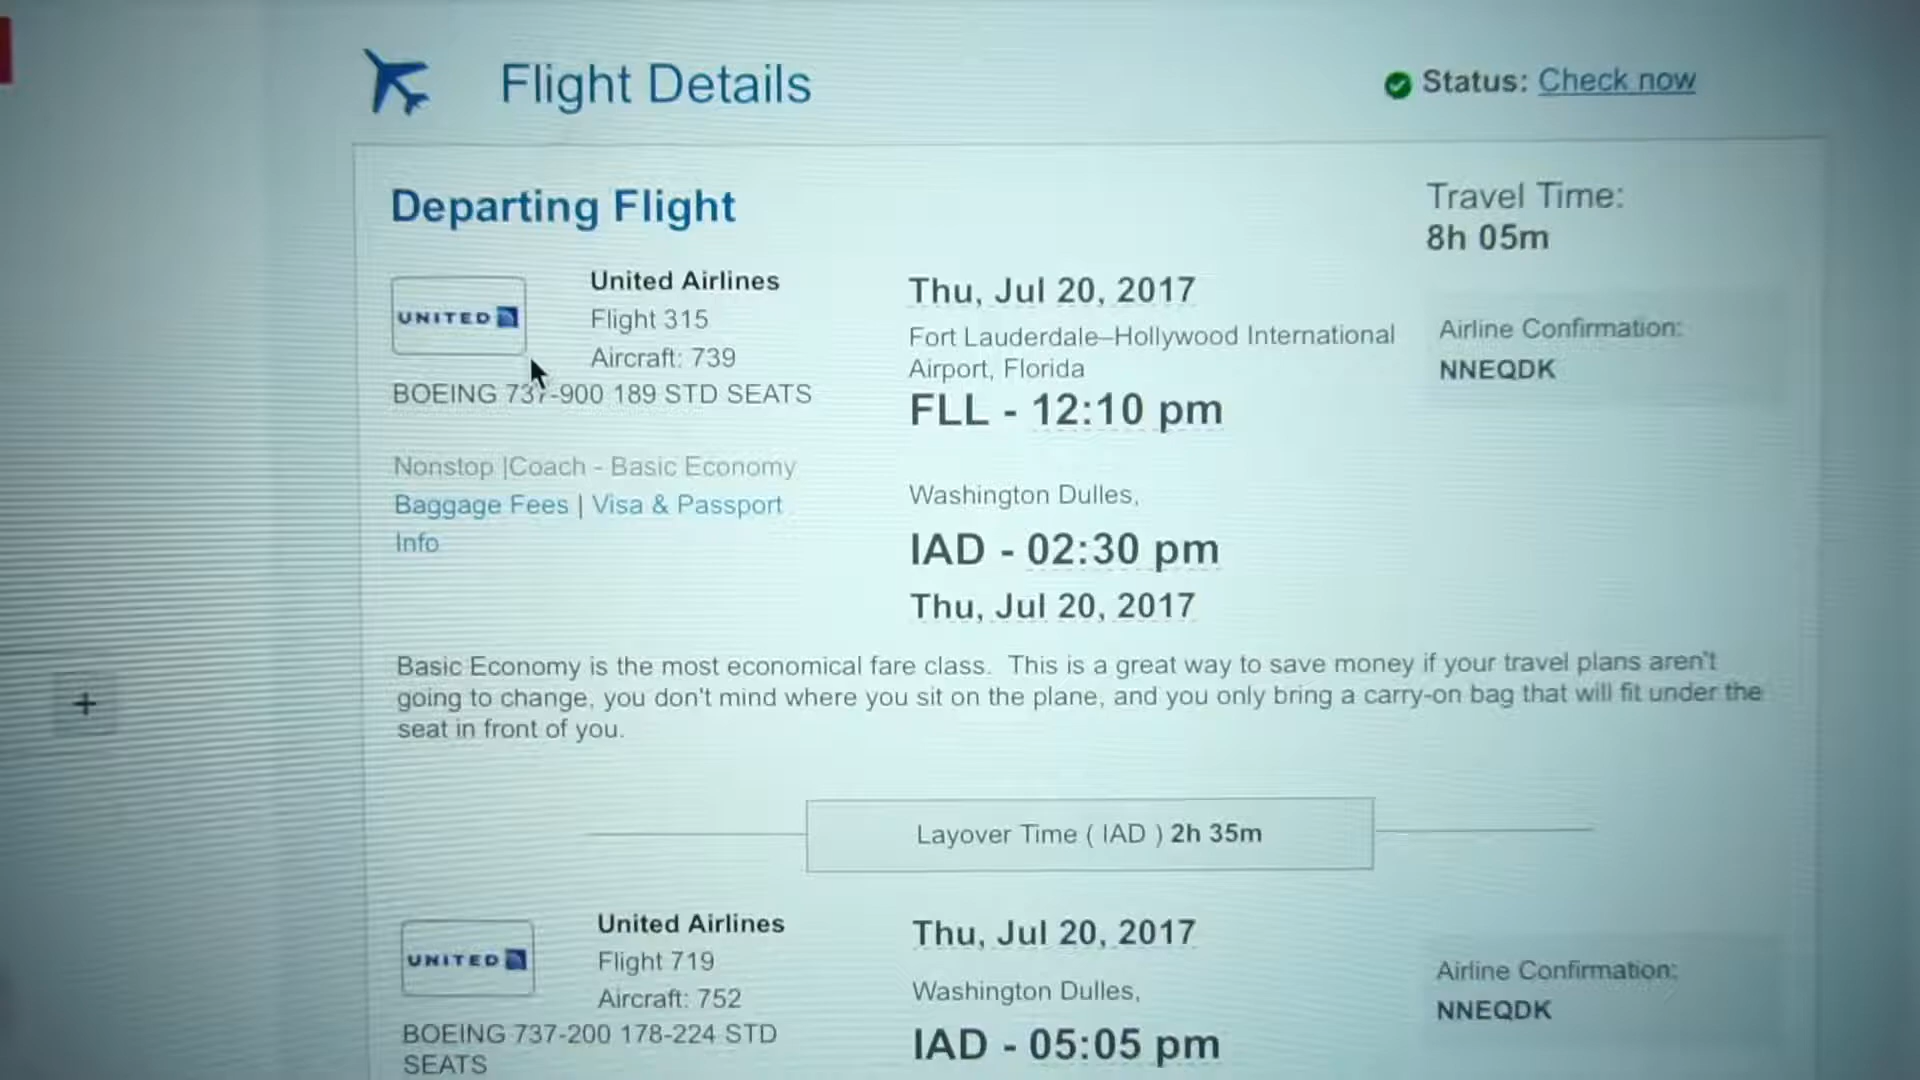 Flight Details
Status: Check now
Departing Flight
Travel Time:
8h 05m
UNITED
United Airlines
Flight 315
Aircraft: 739
BOEING 737-900 189 STD SEATS
Nonstop |Coach - Basic Economy
Baggage Fees | Visa & Passport
Info
Thu, Jul 20, 2017
Fort Lauderdale–Hollywood International
Airport, Florida
FLL - 12:10 pm
Washington Dulles,
IAD - 02:30 pm
Thu, Jul 20, 2017
Airline Confirmation:
NNEQDK
Basic Economy is the most economical fare class. This is a great way to save money if your travel plans aren't
going to change, you don't mind where you sit on the plane, and you only bring a carry-on bag that will fit under the
seat in front of you.
+
Layover Time ( IAD ) 2h 35m
UNITED
United Airlines
Flight 719
Aircraft: 752
BOEING 737-200 178-224 STD
SEATS
Thu, Jul 20, 2017
Washington Dulles,
IAD - 05:05 pm
Airline Confirmation:
NNEQDK